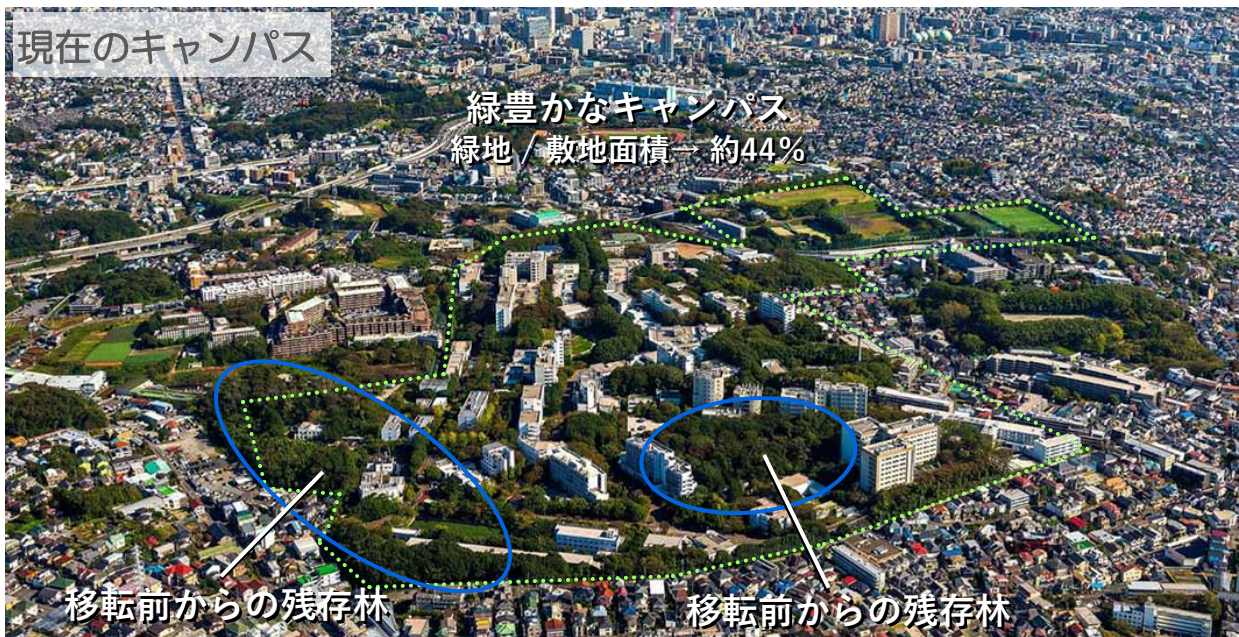 現在のキャンパス
緑豊かなキャンパス
緑地 / 敷地面積→ 約44%
移転前からの残存林
移転前からの残存林